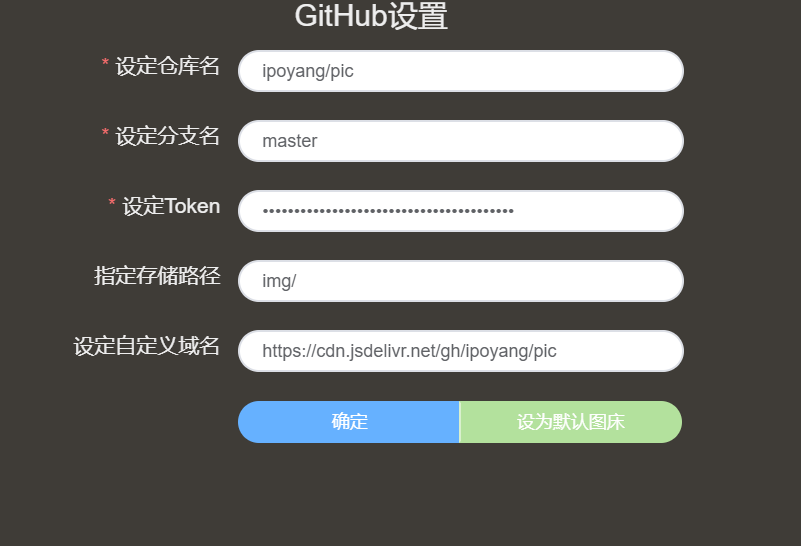 GitHub设置
* 设定仓库名
ipoyang/pic
* 设定分支名
master
* 设定Token
••••••••••••••••••••••••••••••••••••••••
指定存储路径
img/
设定自定义域名
https://cdn.jsdelivr.net/gh/ipoyang/pic
确定
设为默认图床